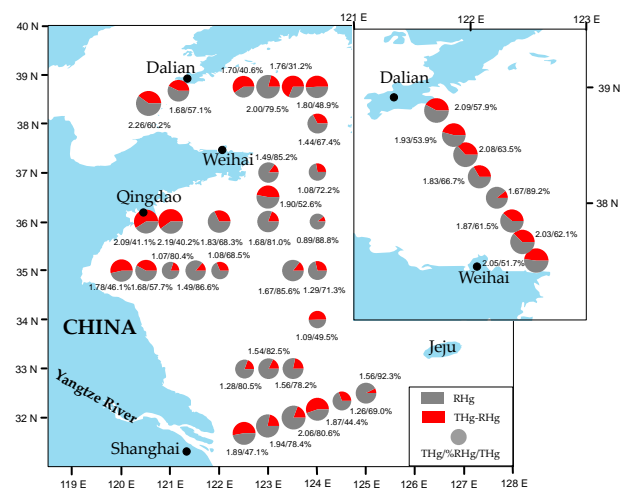 121 E
122 E
123 E
40 N
39 N
38 N
37 N
36 N
35 N
34 N
33 N
32 N
Dalian
1.70/40.6%
1.76/31.2%
1.68/57.1%
2.26/60.2%
2.00/79.5%
1.80/48.9%
1.44/67.4%
Weihai
1.49/85.2%
1.08/72.2%
1.90/52.6%
Qingdao
2.09/41.1%
2.19/40.2%
1.83/68.3%
1.68/81.0%
0.89/88.8%
1.07/80.4%
1.08/68.5%
1.78/46.1%
1.68/57.7%
1.49/86.6%
1.67/85.6%
1.29/71.3%
CHINA
1.09/49.5%
1.54/82.5%
1.28/80.5%
1.56/78.2%
1.56/92.3%
Yangtze River
1.26/69.0%
1.87/44.4%
2.06/80.6%
1.94/78.4%
1.89/47.1%
Shanghai
Jeju
119 E
120 E
121 E
122 E
123 E
124 E
125 E
126 E
127 E
128 E
Dalian
39 N
2.09/57.9%
1.93/53.9%
2.08/63.5%
1.83/66.7%
1.67/89.2%
38 N
1.87/61.5%
2.03/62.1%
2.05/51.7%
Weihai
RHg
THg-RHg
THg/%RHg/THg